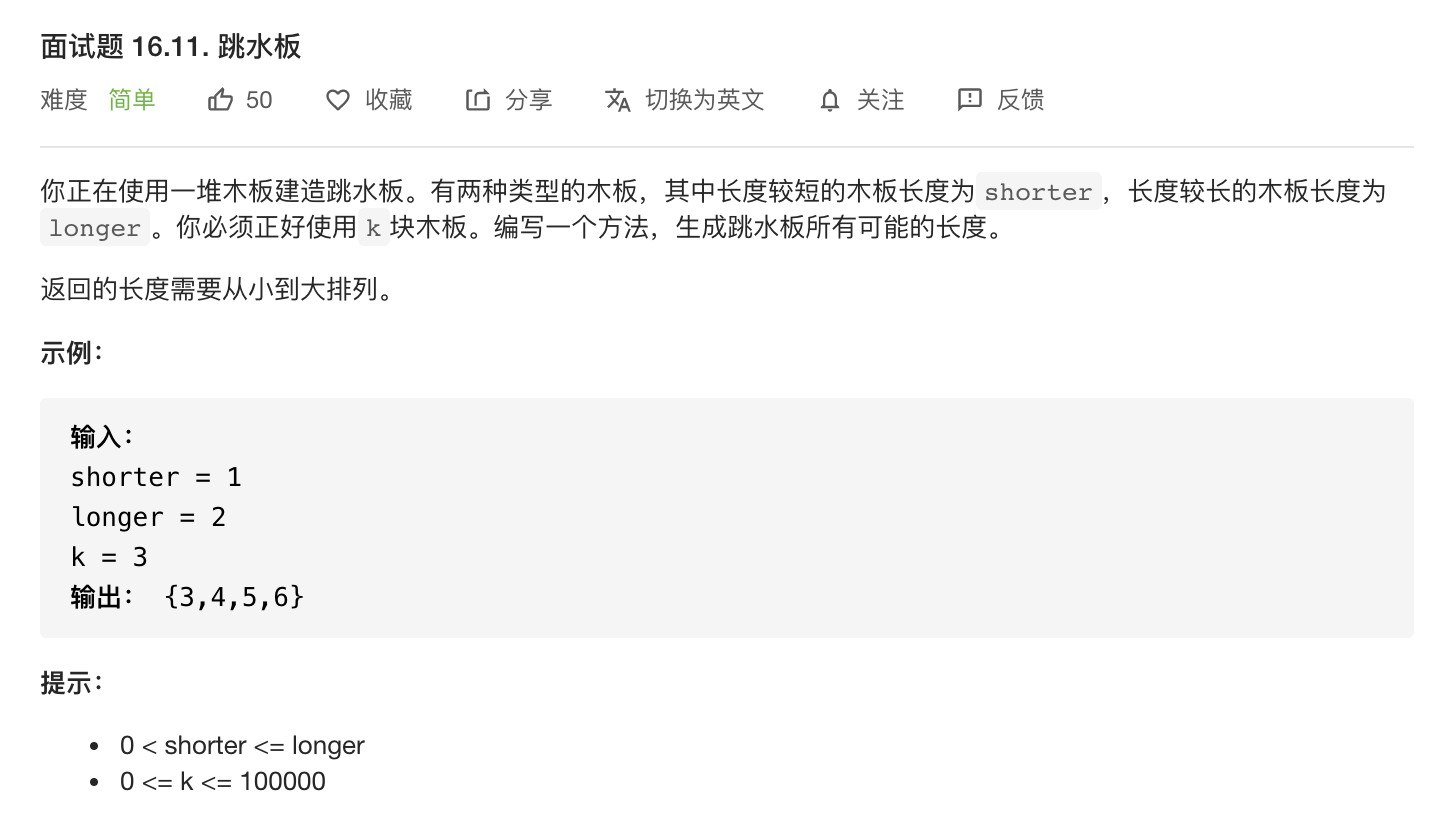 面试题 16.11. 跳水板
难度 简单 50 收藏 分享 切换为英文 关注 反馈
你正在使用一堆木板建造跳水板。有两种类型的木板，其中长度较短的木板长度为shorter，长度较长的木板长度为
longer。你必须正好使用k块木板。编写一个方法，生成跳水板所有可能的长度。
返回的长度需要从小到大排列。
示例：
输入：
shorter = 1
longer = 2
k = 3
输出： {3,4,5,6}
提示：
• 0 < shorter <= longer
• 0 <= k <= 100000